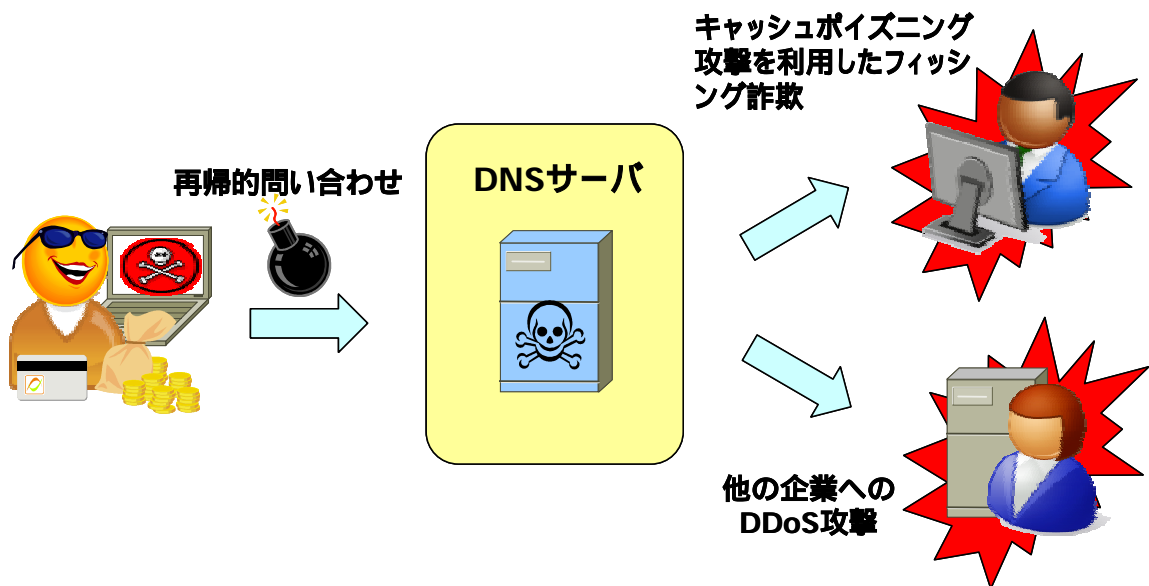 キャッシュポイズニング
攻撃を利用したフィッシ
ング詐欺
再帰的問い合わせ
DNSサーバ
他の企業への
DDoS攻撃